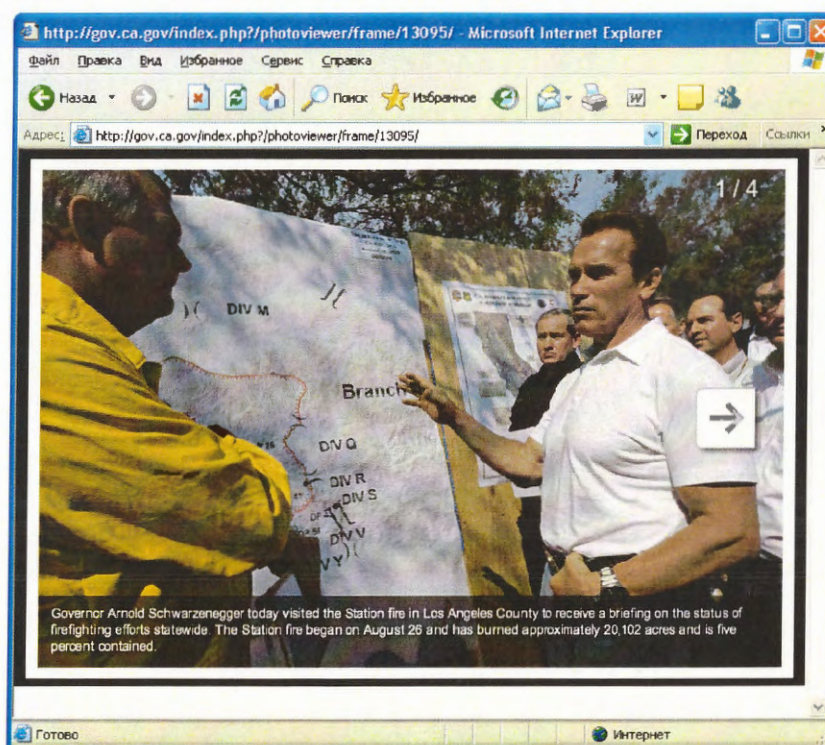 http://gov.ca.gov/index.php?/photoviewer/frame/13095/ - Microsoft Internet Explorer
Файл Правка Вид Избранное Сервис Справка
Назад Поиск Избранное
Адрес: http://gov.ca.gov/index.php?/photoviewer/frame/13095/ Переход Ссылки
1 / 4
DIV M
Branch
DIV Q
DIV R
DIV S
DIV V
V Y
Governor Arnold Schwarzenegger today visited the Station fire in Los Angeles County to receive a briefing on the status of
firefighting efforts statewide. The Station fire began on August 26 and has burned approximately 20,102 acres and is five
percent contained.
Готово Интернет